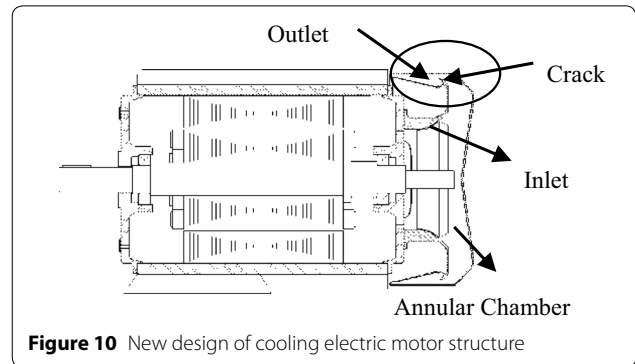 Outlet
Crack
Inlet
Annular Chamber
Figure 10 New design of cooling electric motor structure